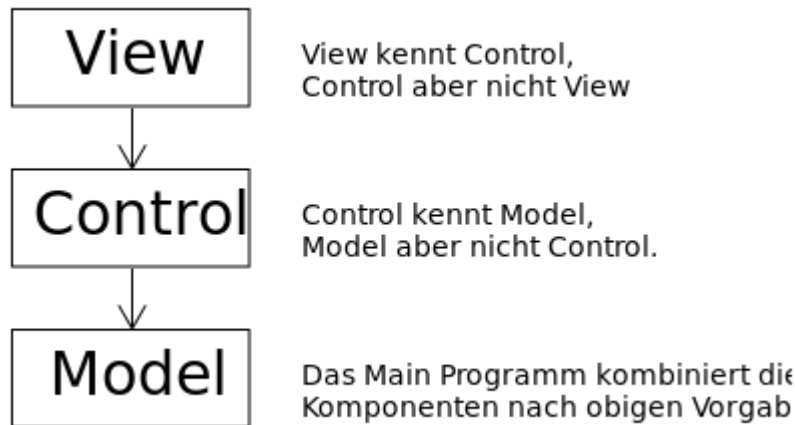 View
View kennt Control,
Control aber nicht View
Control
Control kennt Model,
Model aber nicht Control.
Model
Das Main Programm kombiniert die
Komponenten nach obigen Vorgab